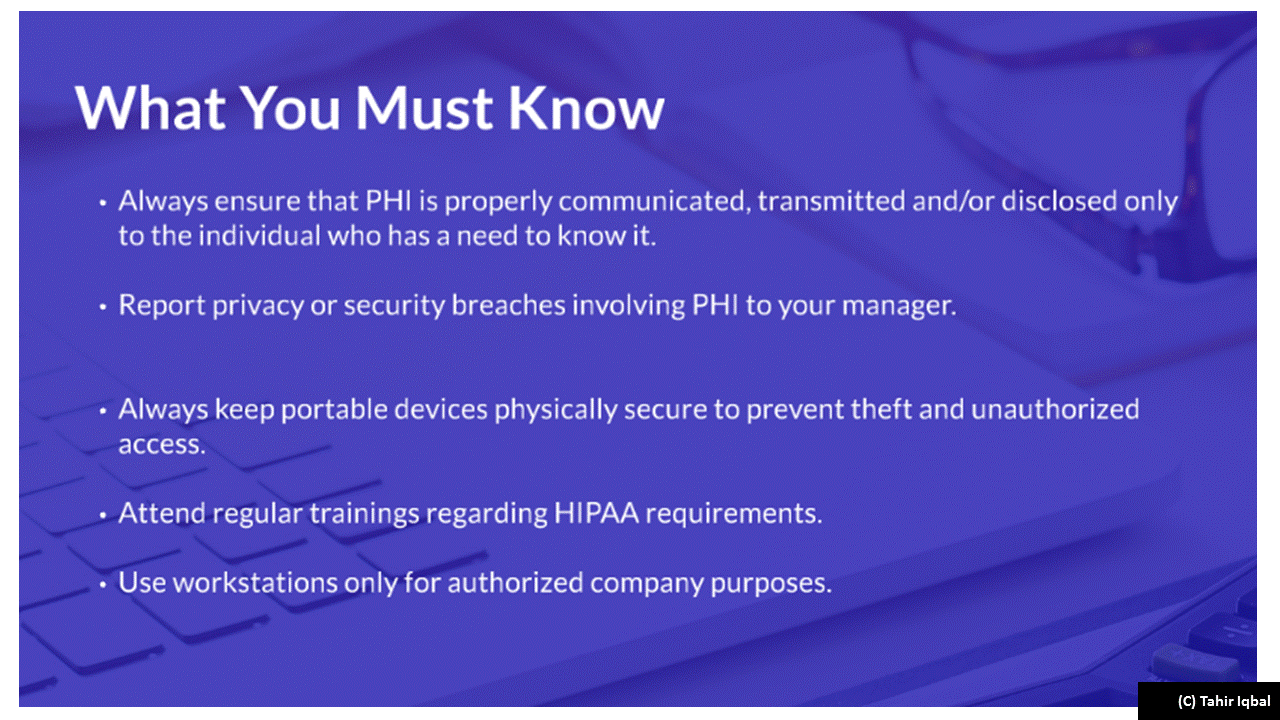 What You Must Know
• Always ensure that PHI is properly communicated, transmitted and/or disclosed only
to the individual who has a need to know it.
• Report privacy or security breaches involving PHI to your manager.
• Always keep portable devices physically secure to prevent theft and unauthorized
access.
• Attend regular trainings regarding HIPAA requirements.
• Use workstations only for authorized company purposes.
(C) Tahir Iqbal